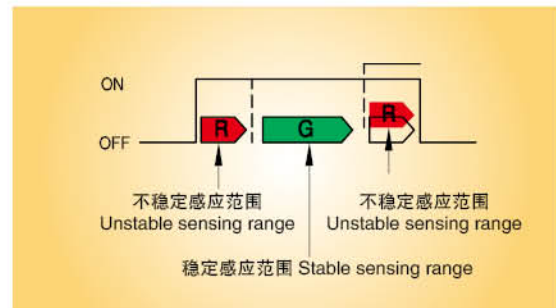 ON
R
G
R
OFF
不稳定感应范围
Unstable sensing range
不稳定感应范围
Unstable sensing range
稳定感应范围 Stable sensing range